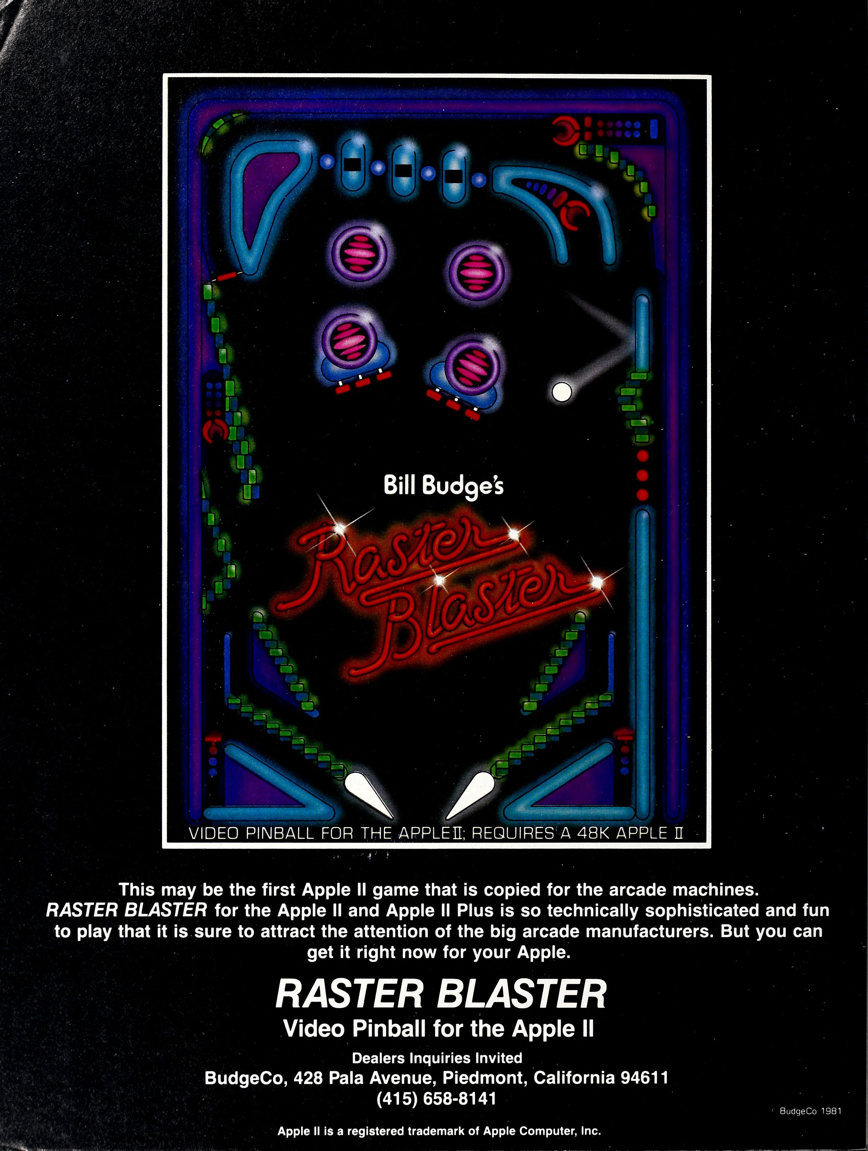 Bill Budge's
Raster
Blaster
VIDEO PINBALL FOR THE APPLE II; REQUIRES A 48K APPLE II
This may be the first Apple II game that is copied for the arcade machines.
RASTER BLASTER for the Apple II and Apple II Plus is so technically sophisticated and fun
to play that it is sure to attract the attention of the big arcade manufacturers. But you can
get it right now for your Apple.
RASTER BLASTER
Video Pinball for the Apple II
Dealers Inquiries Invited
BudgeCo, 428 Pala Avenue, Piedmont, California 94611
(415) 658-8141
BudgeCo 1981
Apple II is a registered trademark of Apple Computer, Inc.